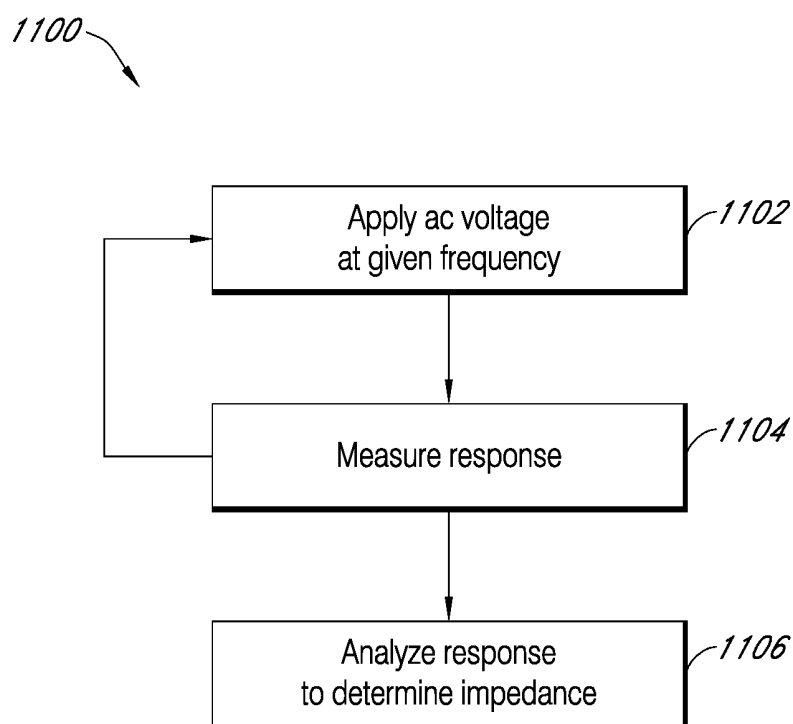 1100
Apply ac voltage
at given frequency
1102
Measure response
1104
Analyze response
to determine impedance
1106